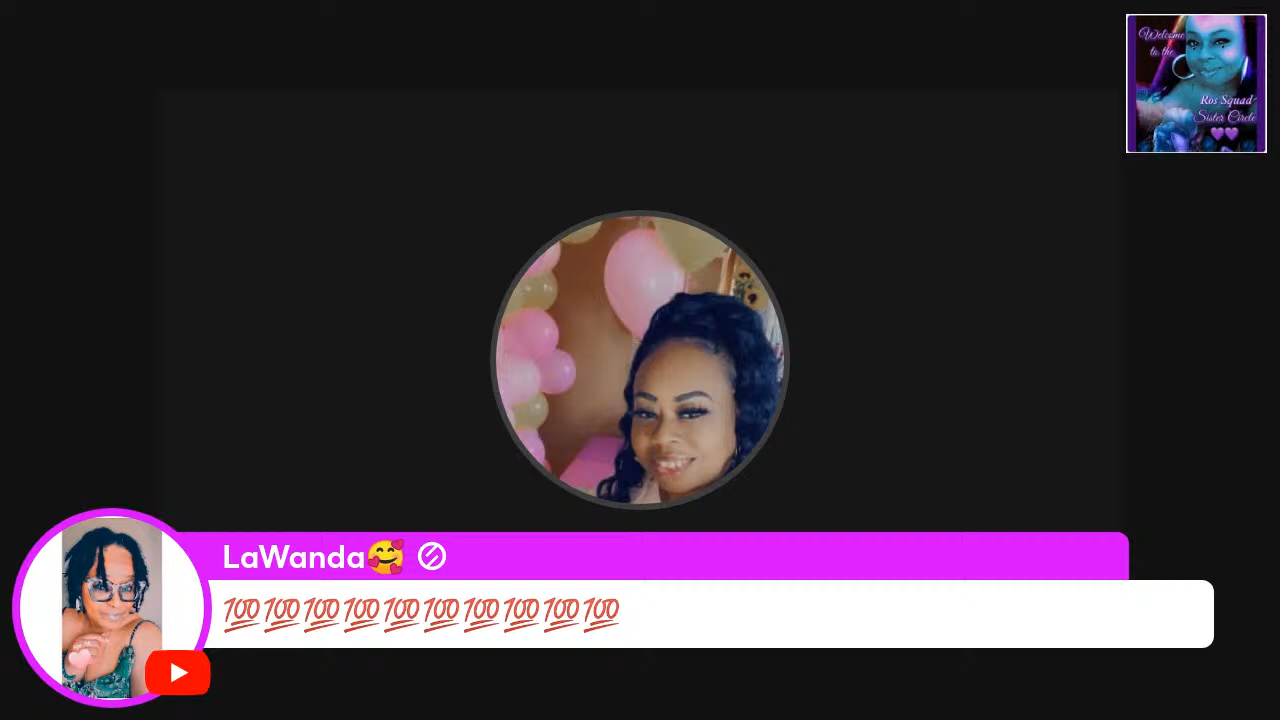 Welcome
to the
Ros Squad
Sister Circle
💜💜
LaWanda🥰
💯💯💯💯💯💯💯💯💯💯